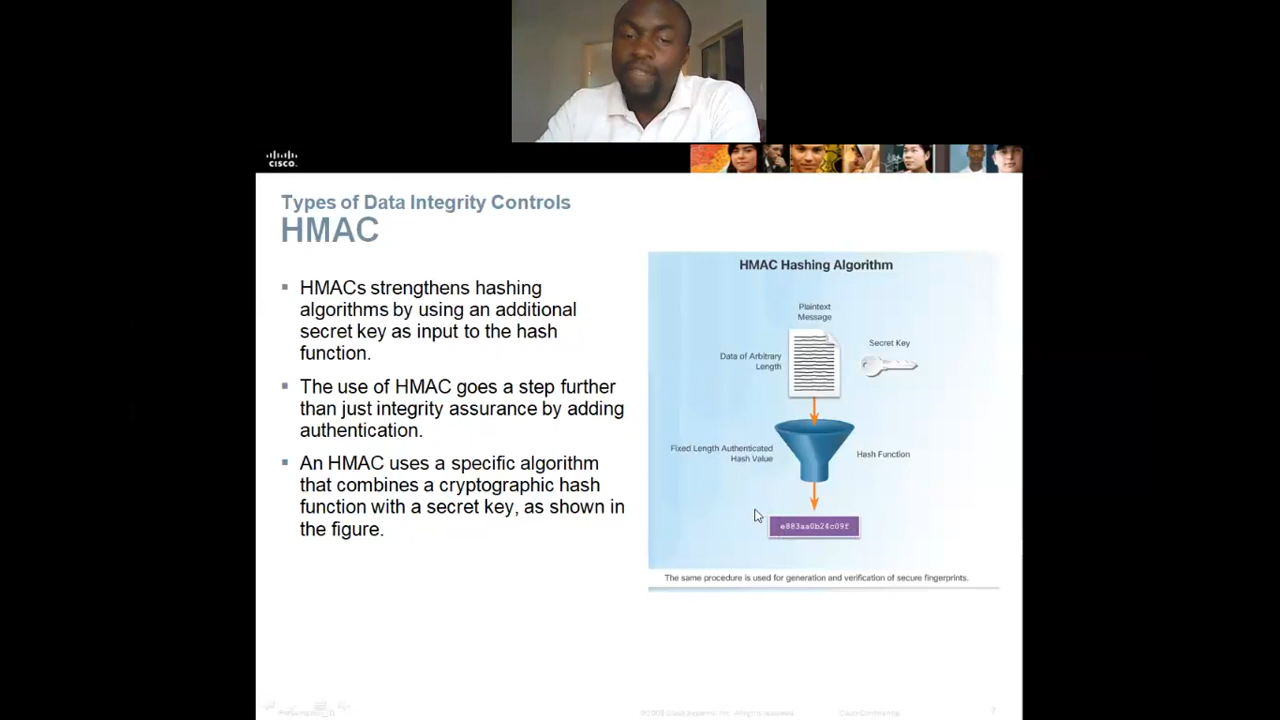 CISCO
Types of Data Integrity Controls
HMAC
HMACs strengthens hashing
algorithms by using an additional
secret key as input to the hash
function.
The use of HMAC goes a step further
than just integrity assurance by adding
authentication.
An HMAC uses a specific algorithm
that combines a cryptographic hash
function with a secret key, as shown in
the figure.
HMAC Hashing Algorithm
Plaintext
Message
Secret Key
Data of Arbitrary
Length
Fixed Length Authenticated
Hash Value
Hash Function
e883aa0b24c09f
The same procedure is used for generation and verification of secure fingerprints.
Cisco Confidential
7